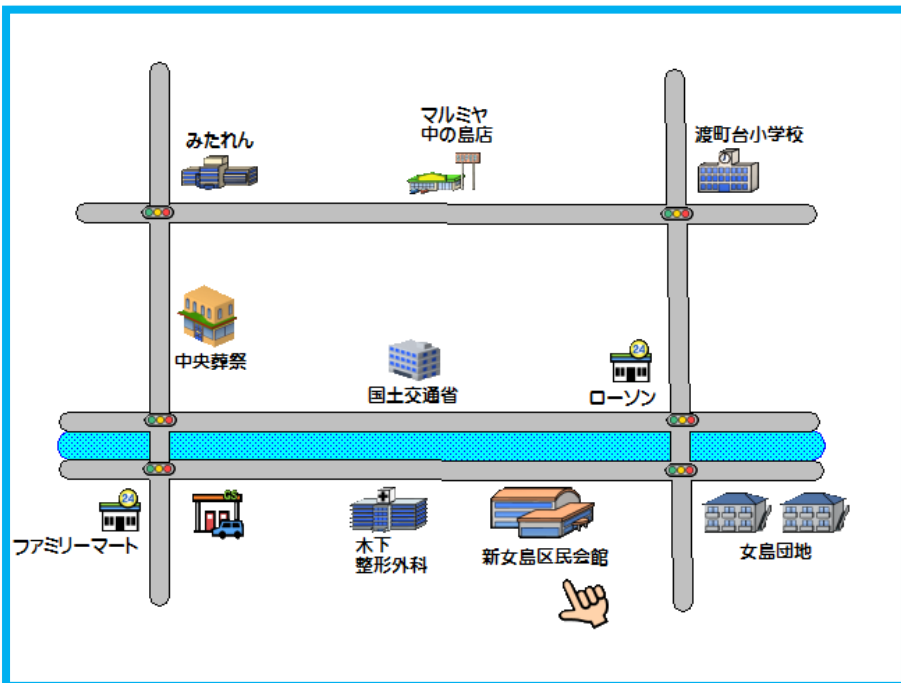 マルミヤ
中の島店
みたれん
渡町台小学校
中央葬祭
24
国土交通省
ローソン
24
ファミリーマート
木下
整形外科
新女島区民会館
女島団地